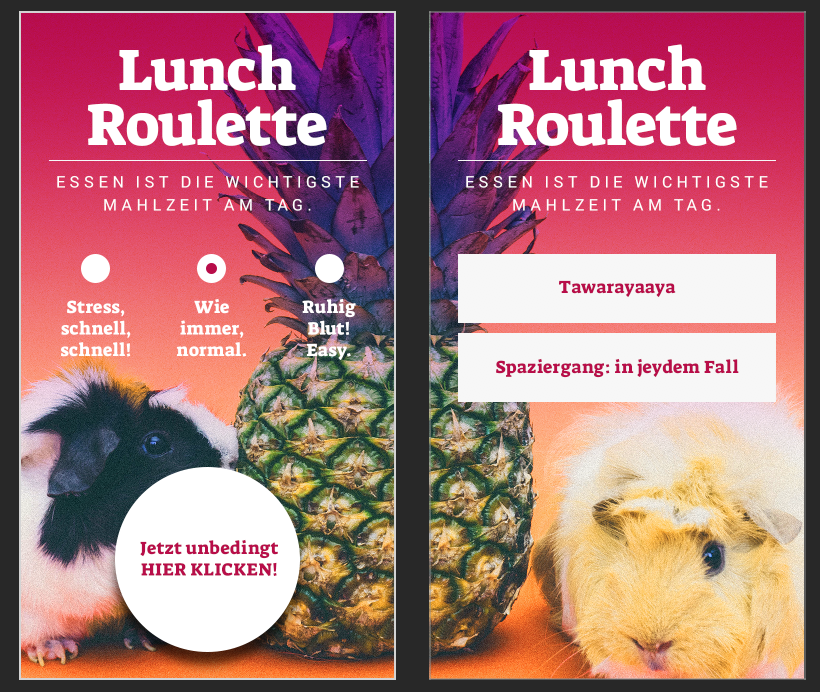 Lunch
Roulette
ESSEN IST DIE WICHTIGSTE
MAHLZEIT AM TAG.
Stress,
schnell,
schnell!
Wie
immer,
normal.
Ruhig
Blut!
Easy.
Jetzt unbedingt
HIER KLICKEN!
Lunch
Roulette
ESSEN IST DIE WICHTIGSTE
MAHLZEIT AM TAG.
Tawarayaaya
Spaziergang: in jeydem Fall